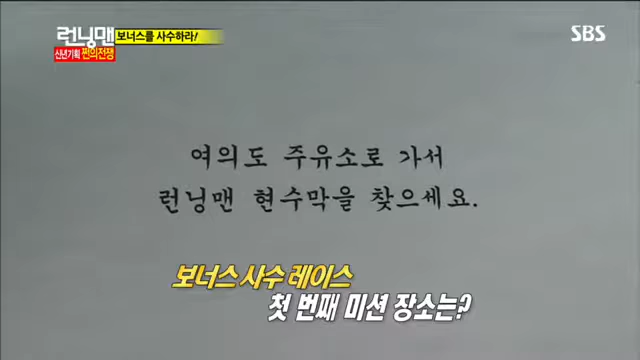 런닝맨
보너스를 사수하라!
SBS
신년기획 쩐의전쟁
여의도 주유소로 가서
런닝맨 현수막을 찾으세요.
보너스 사수 레이스
첫 번째 미션 장소는?